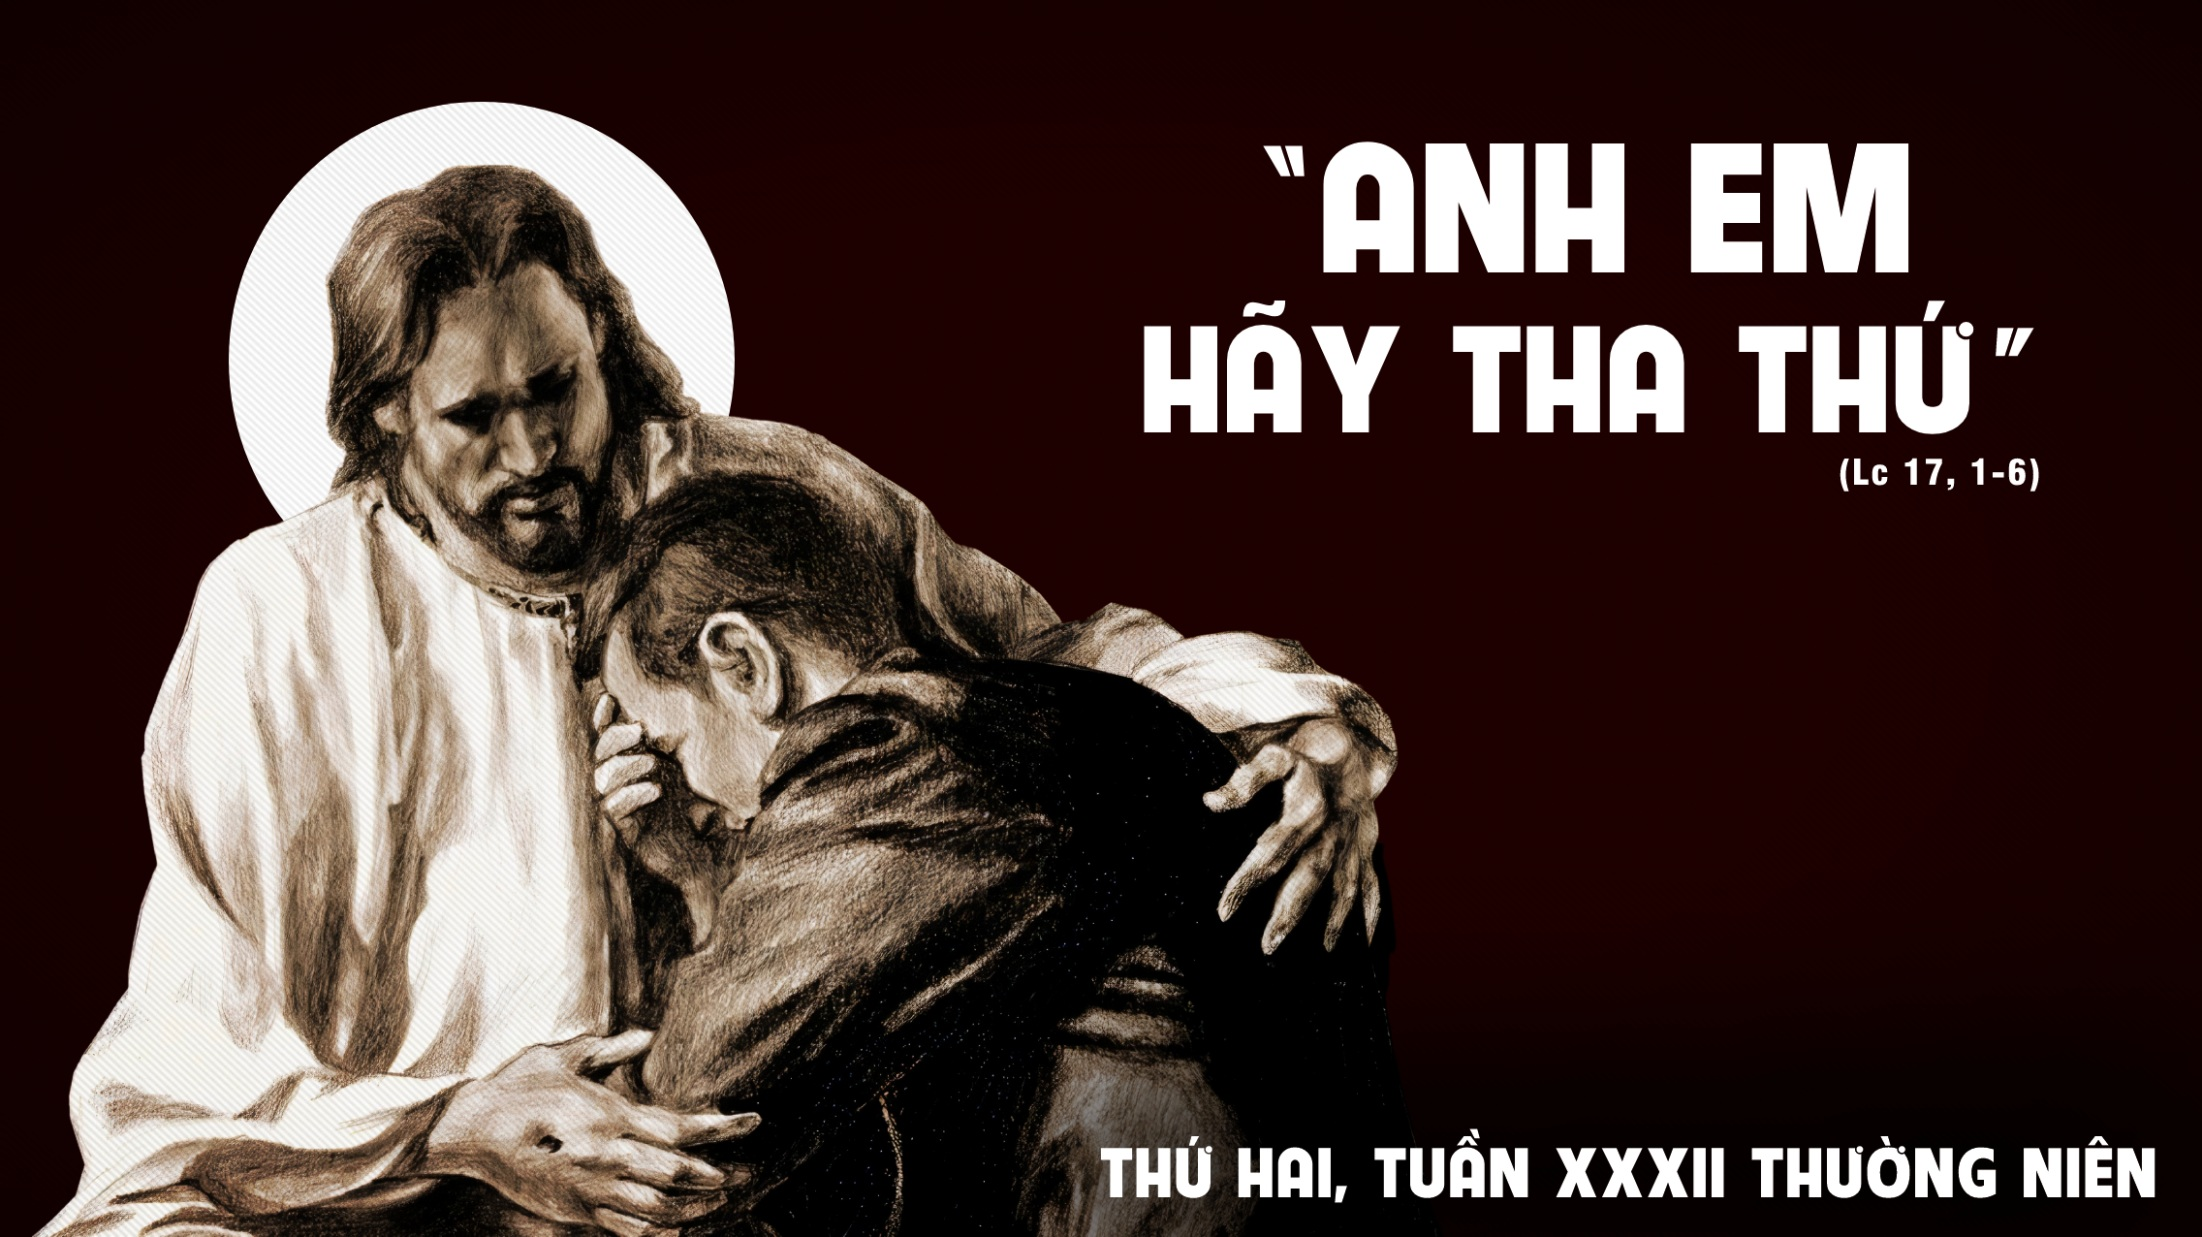 “ANH EM
HÃY THA THỨ”
(Lc 17, 1-6)
THỨ HAI, TUẦN XXXII THƯỜNG NIÊN